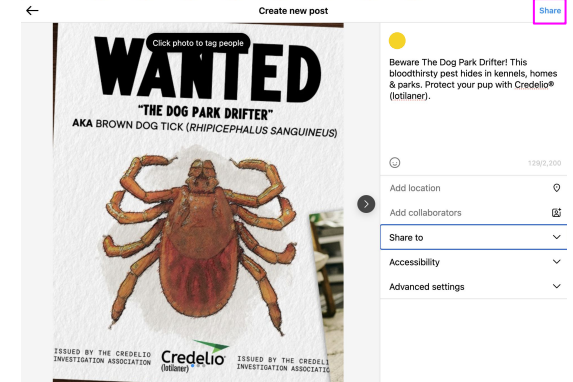 Create new post
Share
Click photo to tag people
WANTED
"THE DOG PARK DRIFTER"
AKA BROWN DOG TICK (RHIPICEPHALUS SANGUINEUS)
ISSUED BY THE CREDELIO
INVESTIGATION ASSOCIATION
Credelio
(lotilaner)
ISSUED BY THE CREDELI
INVESTIGATION ASSOCIATIO
Beware The Dog Park Drifter! This
bloodthirsty pest hides in kennels, homes
& parks. Protect your pup with Credelio®
(lotilaner).
129/2,200
Add location
Add collaborators
Share to
Accessibility
Advanced settings